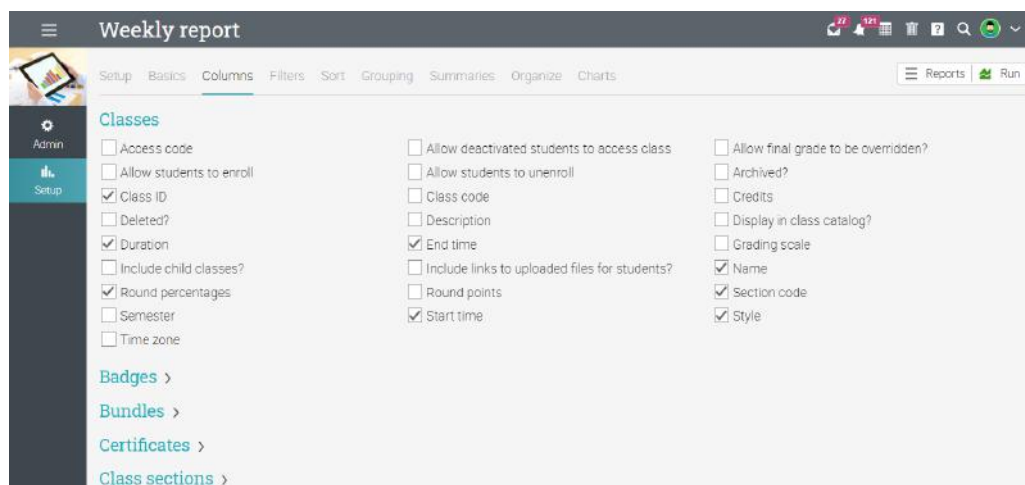 Weekly report
27
121
Setup Basics Columns Filters Sort Grouping Summaries Organize Charts
Reports Run
Admin
Setup
Classes
Access code Allow deactivated students to access class Allow final grade to be overridden?
Allow students to enroll Allow students to unenroll Archived?
Class ID Class code Credits
Deleted? Description Display in class catalog?
Duration End time Grading scale
Include child classes? Include links to uploaded files for students? Name
Round percentages Round points Section code
Semester Start time Style
Time zone
Badges >
Bundles >
Certificates >
Class sections >